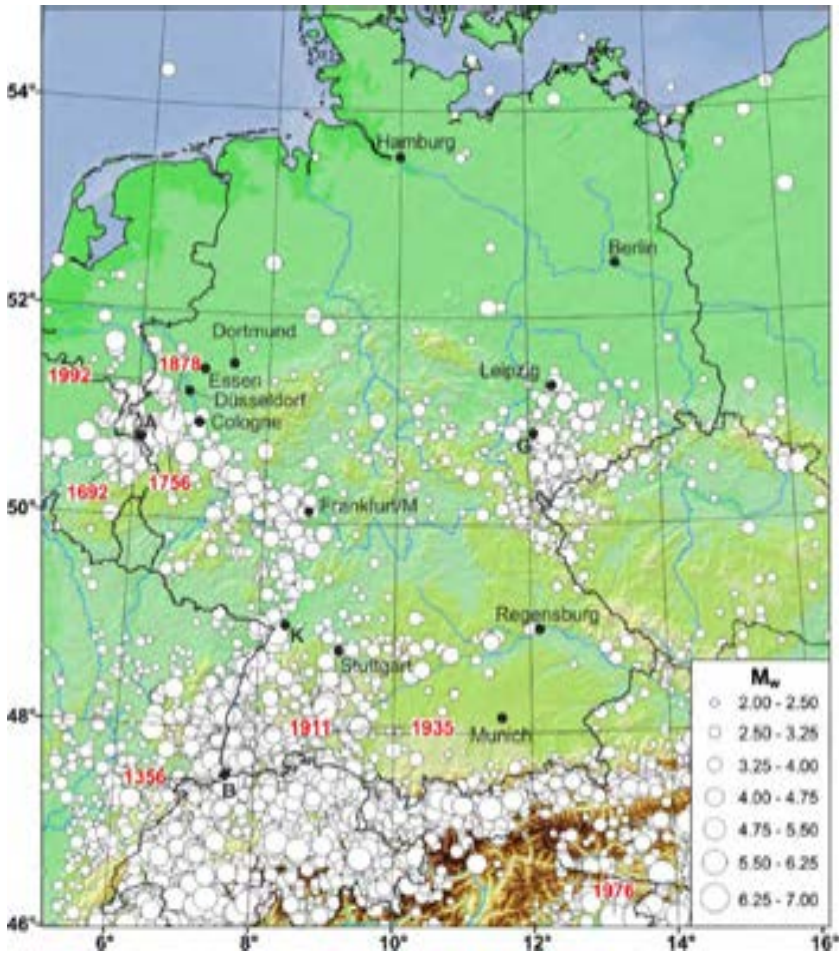 54°
Hamburg
Berlin
52°
Dortmund
1992
1878
Essen
Leipzig
Düsseldorf
A
Cologne
G
1692
1756
50°
Frankfurt/M
K
Regensburg
Stuttgart
48°
1911
1935
Munich
1356
B
1976
46°
6°
8°
10°
12°
14°
16°
Mw
2.00 - 2.50
2.50 - 3.25
3.25 - 4.00
4.00 - 4.75
4.75 - 5.50
5.50 - 6.25
6.25 - 7.00